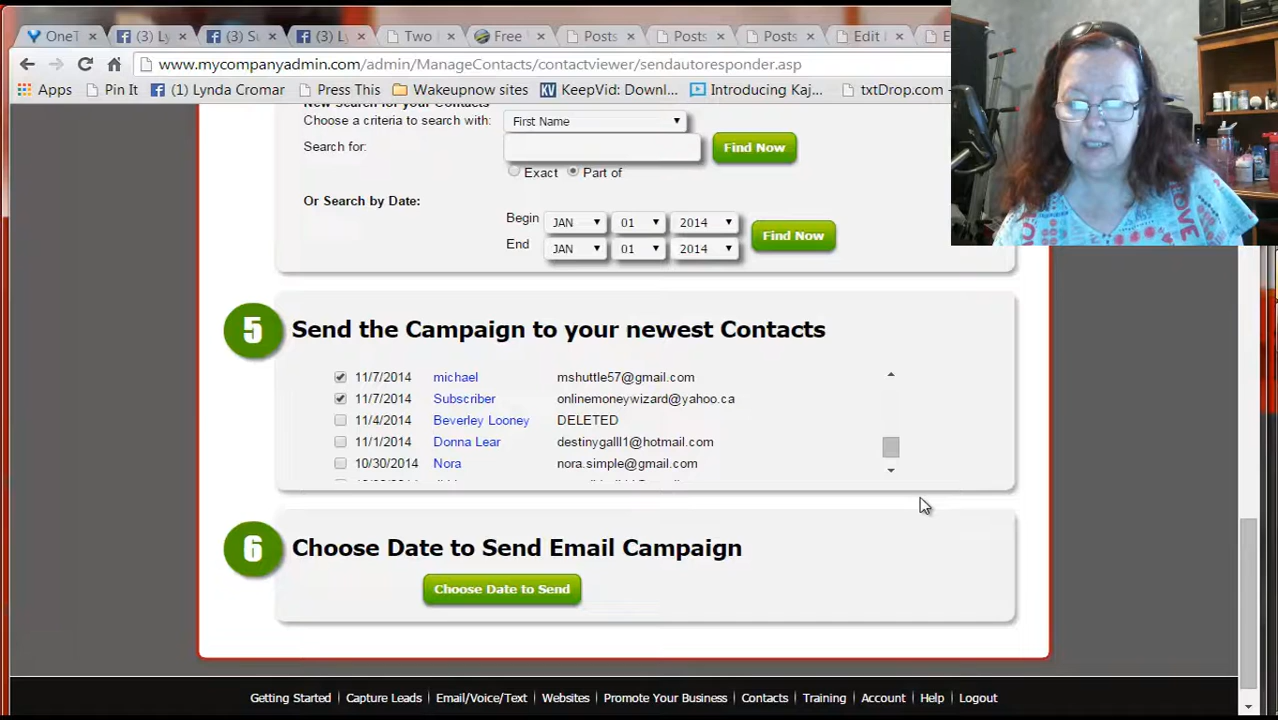 OneT
(3) Ly
(3) Su
(3) Ly
Two
Free
Posts
Posts
Posts
Edit
E
www.mycompanyadmin.com/admin/ManageContacts/contactviewer/sendautoresponder.asp
Apps Pin It (1) Lynda Cromar Press This Wakeupnow sites KeepVid: Downl... Introducing Kaj... txtDrop.com
New Search for your Contacts
Choose a criteria to search with: First Name
Search for: Find Now
Exact Part of
Or Search by Date:
Begin JAN 01 2014
End JAN 01 2014 Find Now
5 Send the Campaign to your newest Contacts
11/7/2014 michael mshuttle57@gmail.com
11/7/2014 Subscriber onlinemoneywizard@yahoo.ca
11/4/2014 Beverley Looney DELETED
11/1/2014 Donna Lear destinygalll1@hotmail.com
10/30/2014 Nora nora.simple@gmail.com
6 Choose Date to Send Email Campaign
Choose Date to Send
Getting Started Capture Leads Email/Voice/Text Websites Promote Your Business Contacts Training Account Help Logout